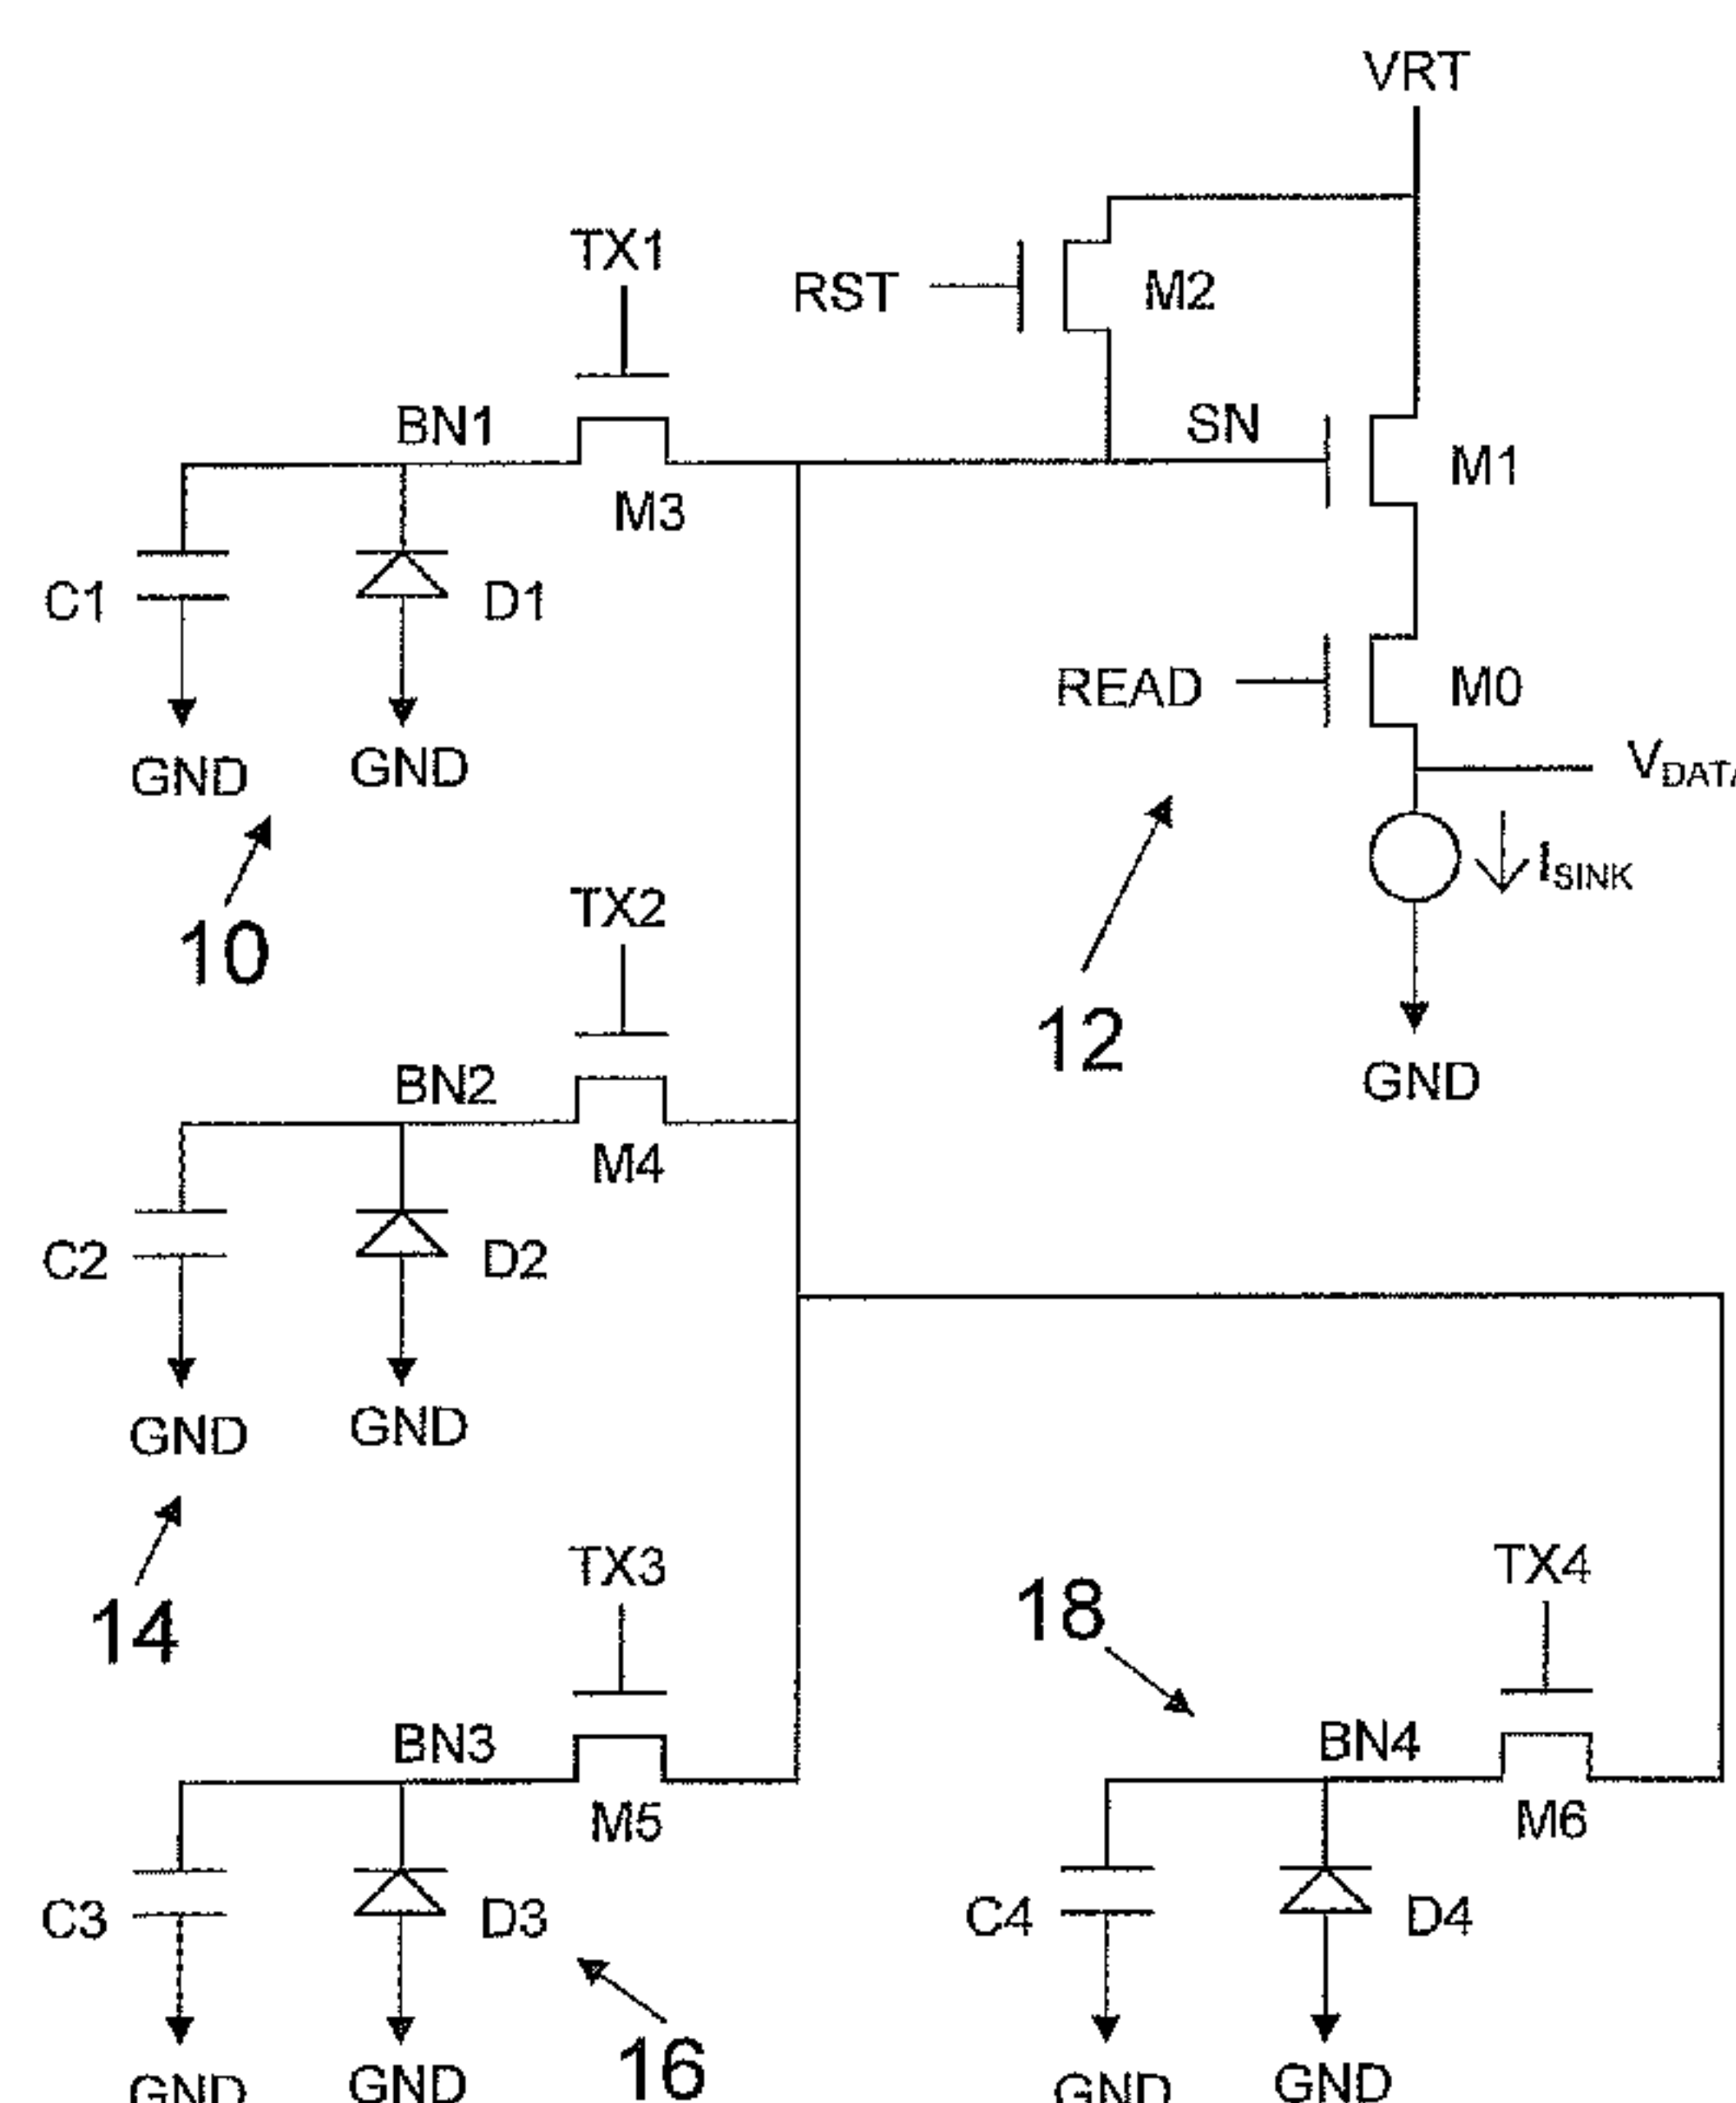 VRT
TX1
RST
M2
BN1
SN
M1
M3
C1
D1
READ
M0
GND
GND
VDATA
ISINK
10
TX2
12
GND
BN2
M4
C2
D2
GND
GND
14
TX3
18
TX4
BN3
BN4
M5
M6
C3
D3
C4
D4
16
GND
GND
GND
GND